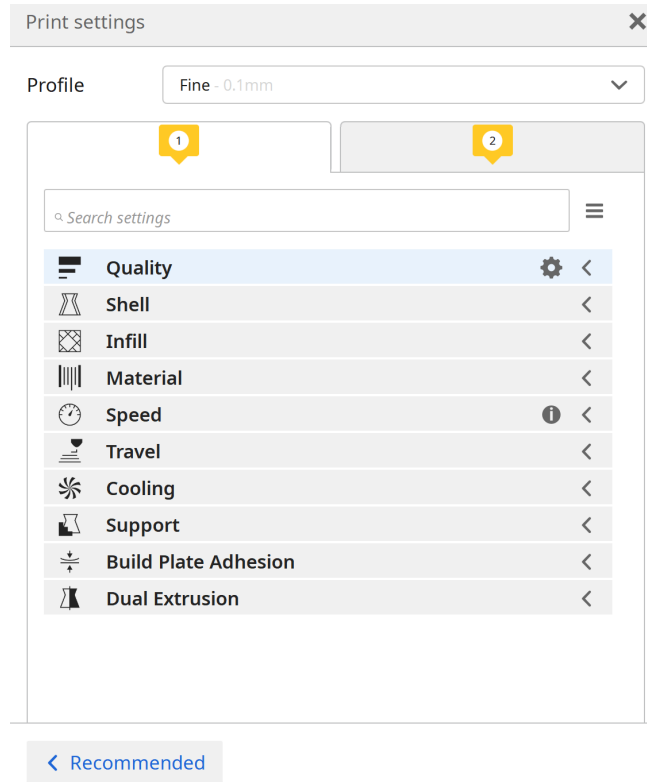 Print settings
Profile
Fine - 0.1mm
1
2
Search settings
Quality
Shell
Infill
Material
Speed
Travel
Cooling
Support
Build Plate Adhesion
Dual Extrusion
Recommended